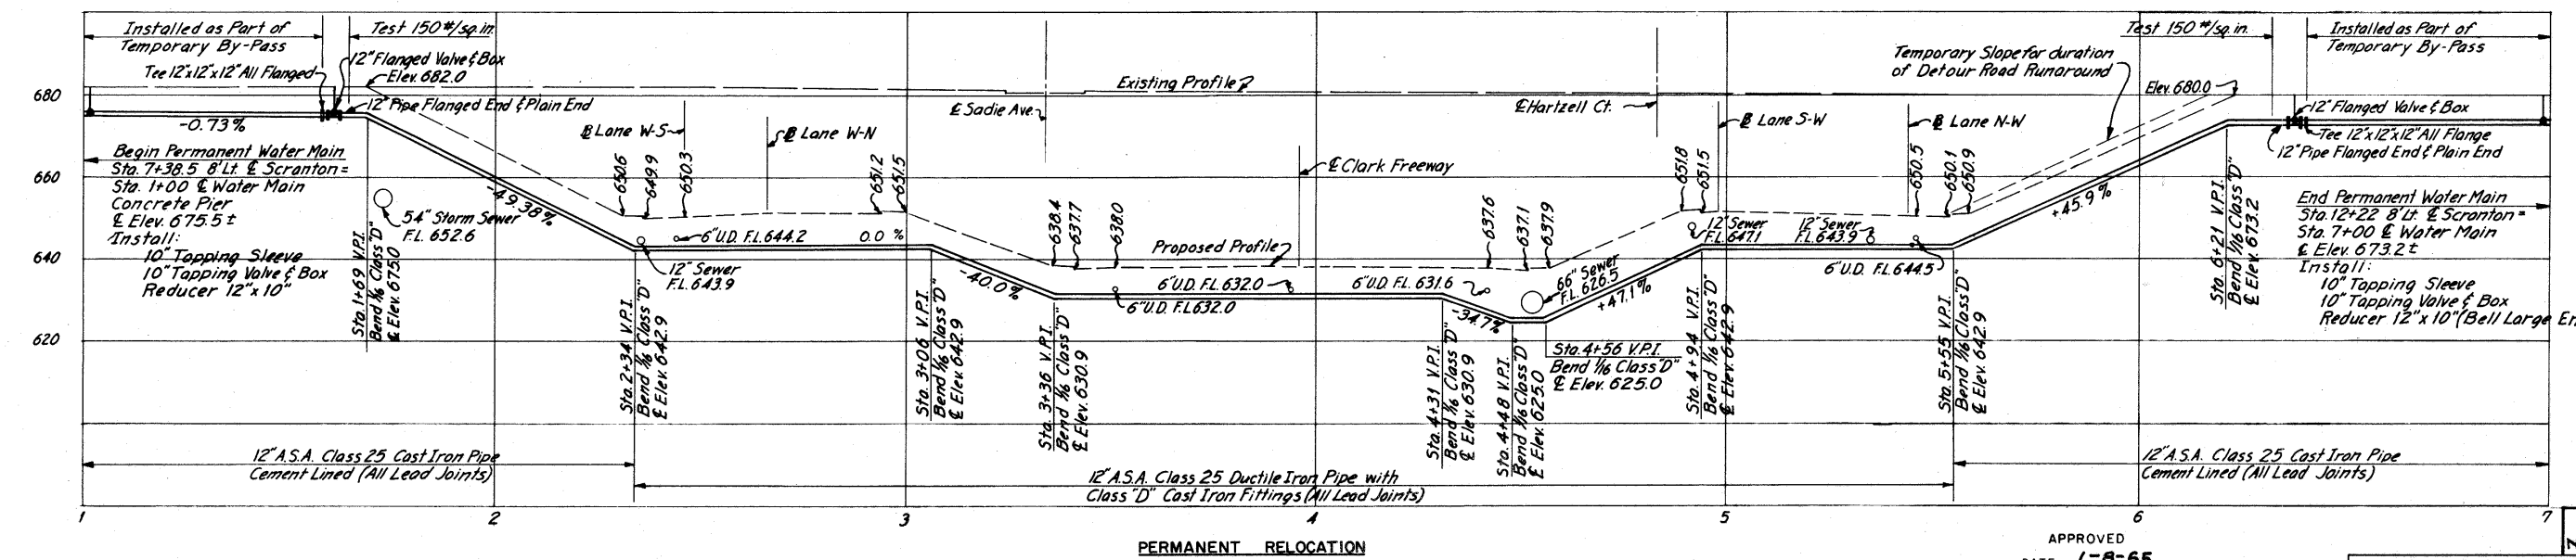 Installed as Part of
Temporary By-Pass
Test 150 #/sq. in.
12" Flanged Valve & Box
Tee 12"x12"x12" All Flanged
Elev. 682.0
12" Pipe Flanged End & Plain End
680
660
640
620
-0.73%
Begin Permanent Water Main
Sta. 7+38.5 8' Lt. ℄ Scranton =
Sta. 1+00 ℄ Water Main
Concrete Pier
℄ Elev. 675.5 ±
Install:
10" Tapping Sleeve
10" Tapping Valve & Box
Reducer 12" x 10"
54" Storm Sewer
F.L. 652.6
Sta. 1+69 V.P.I.
Bend 1/16 Class "D"
℄ Elev. 675.0
-49.38%
650.6
649.9
650.3
B Lane W-S
B Lane W-N
6" U.D. F.L. 644.2
0.0 %
12" Sewer
F.L. 643.9
Sta. 2+34 V.P.I.
Bend 1/16 Class "D"
℄ Elev. 642.9
651.2
651.5
℄ Sadie Ave.
Existing Profile
-40.0%
Sta. 3+06 V.P.I.
Bend 1/16 Class "D"
℄ Elev. 642.9
638.4
637.7
638.0
Sta. 3+36 V.P.I.
Bend 1/16 Class "D"
℄ Elev. 630.9
Proposed Profile
6" U.D. F.L. 632.0
6" U.D. F.L. 632.0
℄ Clark Freeway
6" U.D. F.L. 631.6
637.6
637.1
637.9
66" Sewer
F.L. 626.5
-34.7%
Sta. 4+31 V.P.I.
Bend 1/16 Class "D"
℄ Elev. 630.9
Sta. 4+48 V.P.I.
Bend 1/16 Class "D"
℄ Elev. 625.0
Sta. 4+56 V.P.I.
Bend 1/16 Class "D"
℄ Elev. 625.0
+47.1%
℄ Hartzell Ct.
651.8
651.5
B Lane S-W
12" Sewer
F.L. 647.1
Sta. 4+94 V.P.I.
Bend 1/16 Class "D"
℄ Elev. 642.9
12" Sewer
F.L. 643.9
6" U.D. F.L. 644.5
650.5
650.1
650.9
B Lane N-W
Sta. 5+55 V.P.I.
Bend 1/16 Class "D"
℄ Elev. 642.9
Temporary Slope for duration
of Detour Road Runaround
+45.9 %
Sta. 6+21 V.P.I.
Bend 1/16 Class "D"
℄ Elev. 673.2
Elev. 680.0
Test 150 #/sq. in.
Installed as Part of
Temporary By-Pass
12" Flanged Valve & Box
Tee 12"x12"x12" All Flange
12" Pipe Flanged End & Plain End
End Permanent Water Main
Sta. 12+22 8' Lt. ℄ Scranton =
Sta. 7+00 ℄ Water Main
℄ Elev. 673.2 ±
Install:
10" Tapping Sleeve
10" Tapping Valve & Box
Reducer 12" x 10" (Bell Large En
12" A.S.A. Class 25 Cast Iron Pipe
Cement Lined (All Lead Joints)
12" A.S.A. Class 25 Ductile Iron Pipe with
Class "D" Cast Iron Fittings (All Lead Joints)
12" A.S.A. Class 25 Cast Iron Pipe
Cement Lined (All Lead Joints)
1 2 3 4 5 6 7
PERMANENT RELOCATION
APPROVED
DATE 1-8-65